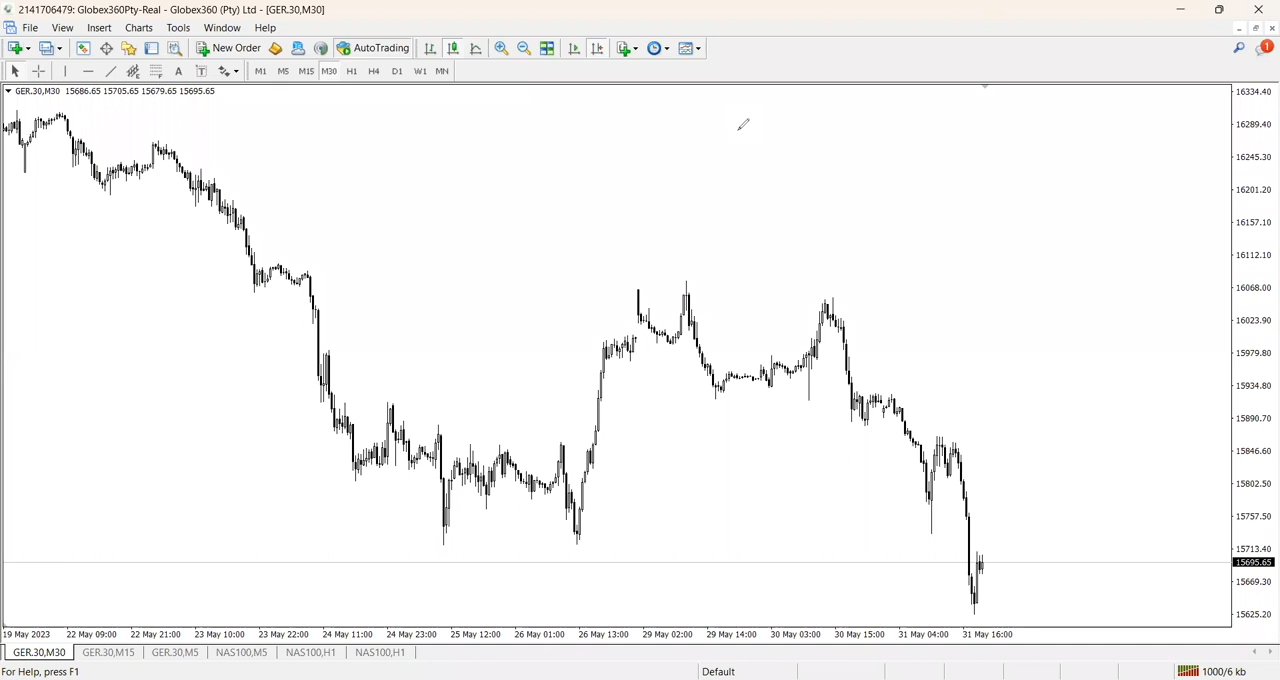 2141706479: Globex360Pty-Real - Globex360 (Pty) Ltd - [GER.30,M30]
File View Insert Charts Tools Window Help
1
New Order AutoTrading
A T M1 M5 M15 M30 H1 H4 D1 W1 MN
GER.30,M30 15686.65 15705.65 15679.65 15695.65
16334.40
16289.40
16245.30
16201.20
16157.10
16112.10
16068.00
16023.90
15979.80
15934.80
15890.70
15846.60
15802.50
15757.50
15713.40
15695.65
15669.30
15625.20
19 May 2023 22 May 09:00 22 May 21:00 23 May 10:00 23 May 22:00 24 May 11:00 24 May 23:00 25 May 12:00 26 May 01:00 26 May 13:00 29 May 02:00 29 May 14:00 30 May 03:00 30 May 15:00 31 May 04:00 31 May 16:00
GER.30,M30 GER.30,M15 GER.30,M5 NAS100,M5 NAS100,H1 NAS100,H1
For Help, press F1 Default 1000/6 kb